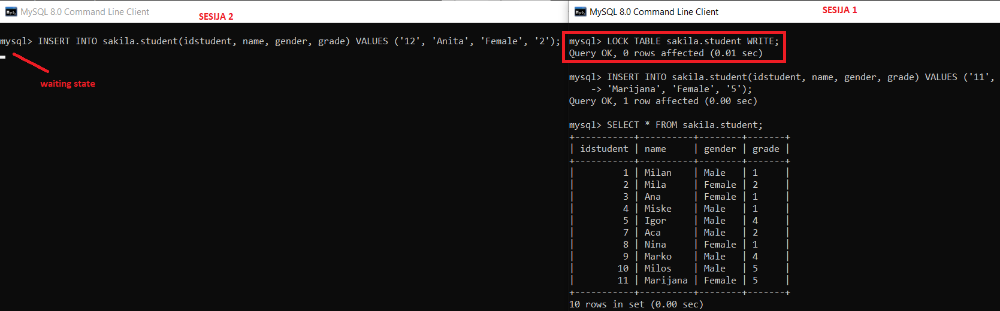 MySQL 8.0 Command Line Client
SESIJA 2
mysql> INSERT INTO sakila.student(idstudent, name, gender, grade) VALUES ('12', 'Anita', 'Female', '2');
waiting state
MySQL 8.0 Command Line Client
SESIJA 1
mysql> LOCK TABLE sakila.student WRITE;
Query OK, 0 rows affected (0.01 sec)
mysql> INSERT INTO sakila.student(idstudent, name, gender, grade) VALUES ('11',
    -> 'Marijana', 'Female', '5');
Query OK, 1 row affected (0.00 sec)
mysql> SELECT * FROM sakila.student;
+-----------+----------+--------+-------+
| idstudent | name     | gender | grade |
+-----------+----------+--------+-------+
|         1 | Milan    | Male   | 1     |
|         2 | Mila     | Female | 2     |
|         3 | Ana      | Female | 1     |
|         4 | Miske    | Male   | 1     |
|         5 | Igor     | Male   | 4     |
|         7 | Aca      | Male   | 2     |
|         8 | Nina     | Female | 1     |
|         9 | Marko    | Male   | 4     |
|        10 | Milos    | Male   | 5     |
|        11 | Marijana | Female | 5     |
+-----------+----------+--------+-------+
10 rows in set (0.00 sec)